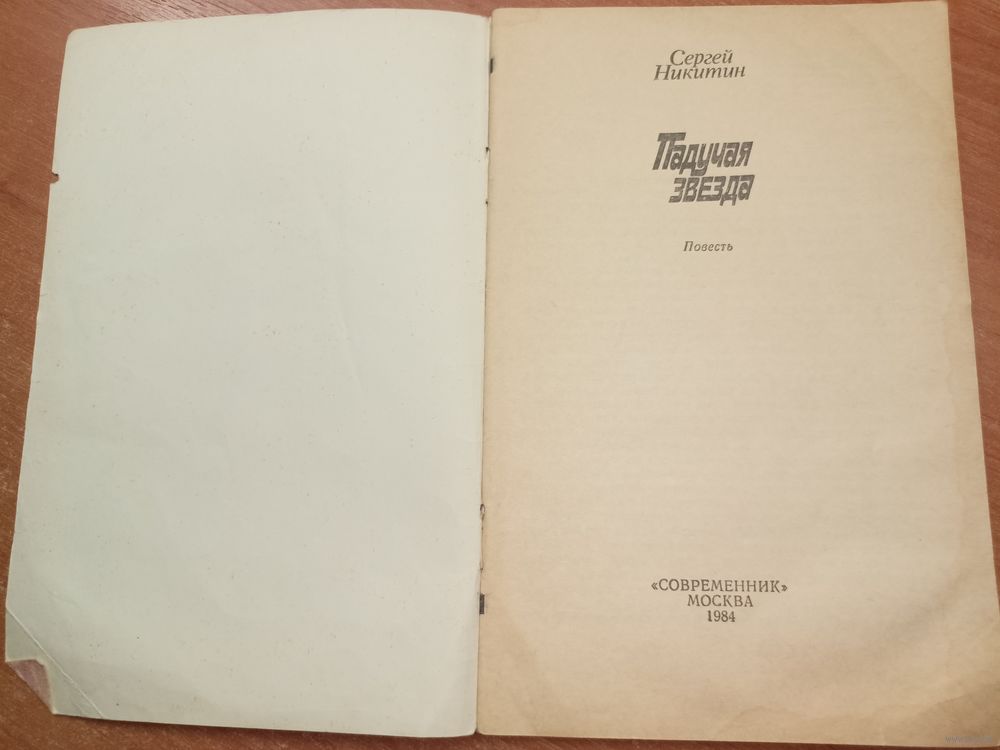 Сергей
Никитин
Падучая
звезда
Повесть
«СОВРЕМЕННИК»
МОСКВА
1984